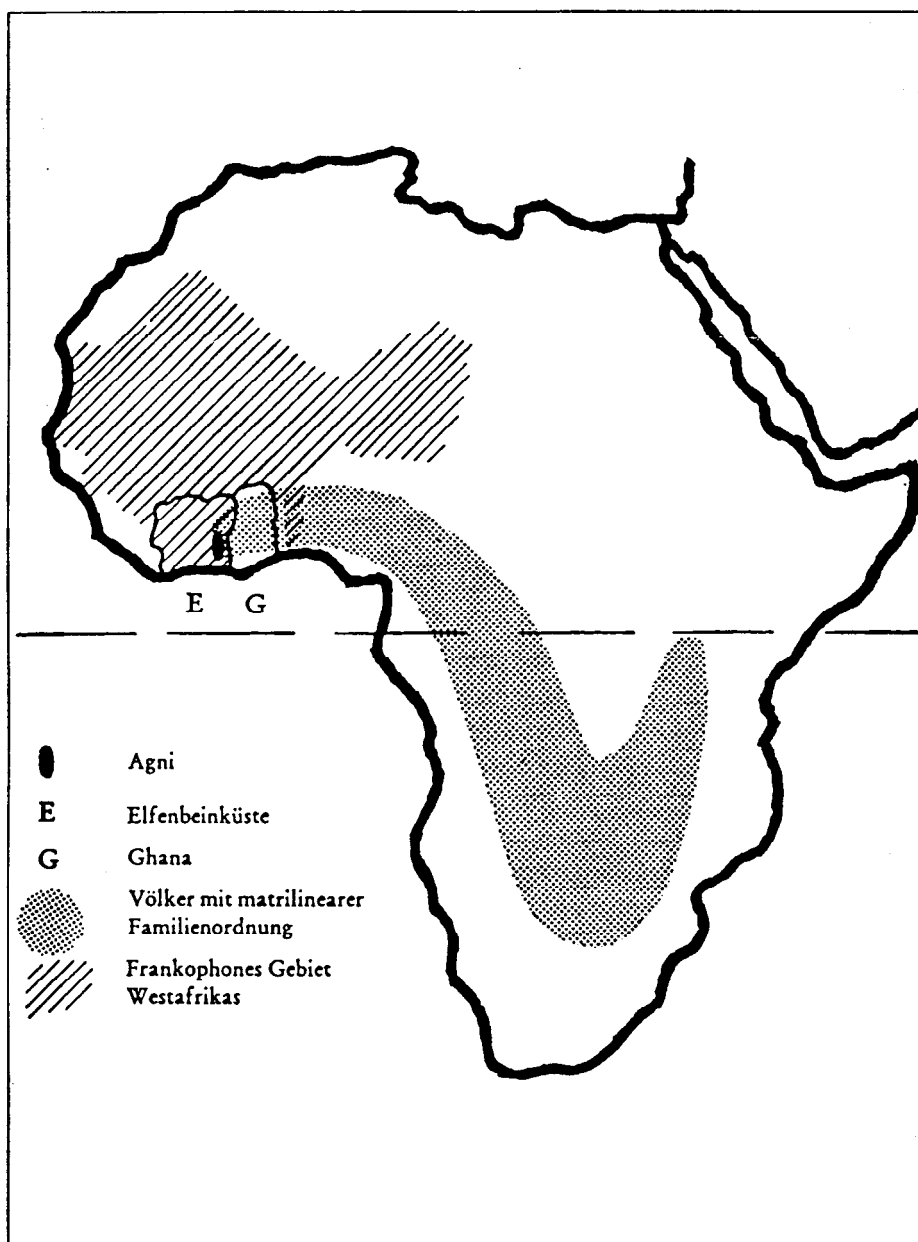 E G
Agni
E Elfenbeinküste
G Ghana
Völker mit matrilinearer
Familienordnung
Frankophones Gebiet
Westafrikas